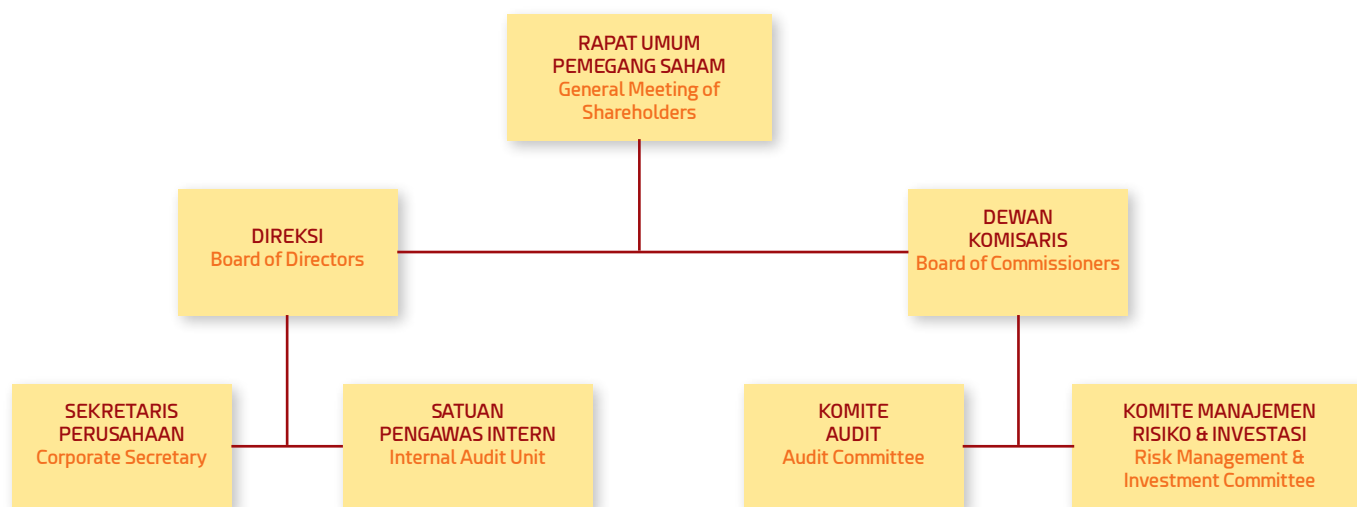 RAPAT UMUM
PEMEGANG SAHAM
General Meeting of
Shareholders
DIREKSI
Board of Directors
DEWAN
KOMISARIS
Board of Commissioners
SEKRETARIS
PERUSAHAAN
Corporate Secretary
SATUAN
PENGAWAS INTERN
Internal Audit Unit
KOMITE
AUDIT
Audit Committee
KOMITE MANAJEMEN
RISIKO & INVESTASI
Risk Management &
Investment Committee